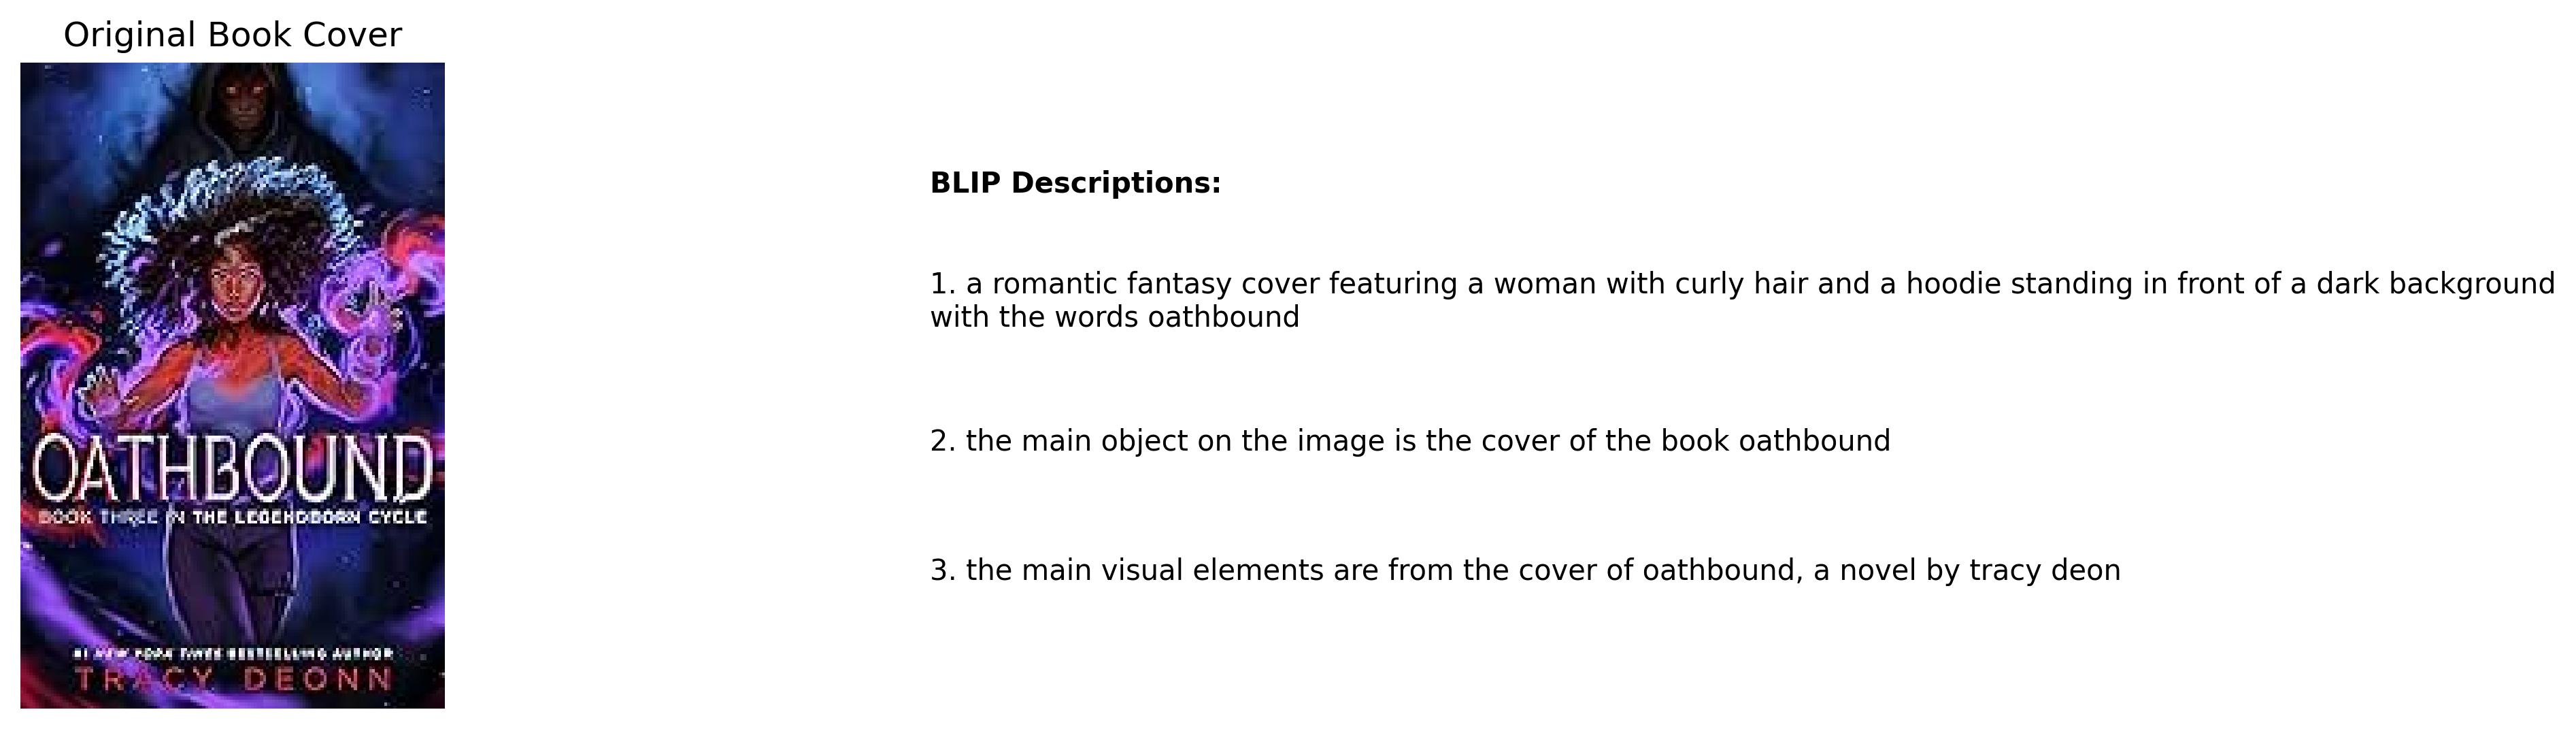 Original Book Cover
OATHBOUND
BOOK THREE IN THE LEGENDBORN CYCLE
#1 NEW YORK TIMES BESTSELLING AUTHOR
TRACY DEONN
BLIP Descriptions:
1. a romantic fantasy cover featuring a woman with curly hair and a hoodie standing in front of a dark background
with the words oathbound
2. the main object on the image is the cover of the book oathbound
3. the main visual elements are from the cover of oathbound, a novel by tracy deon